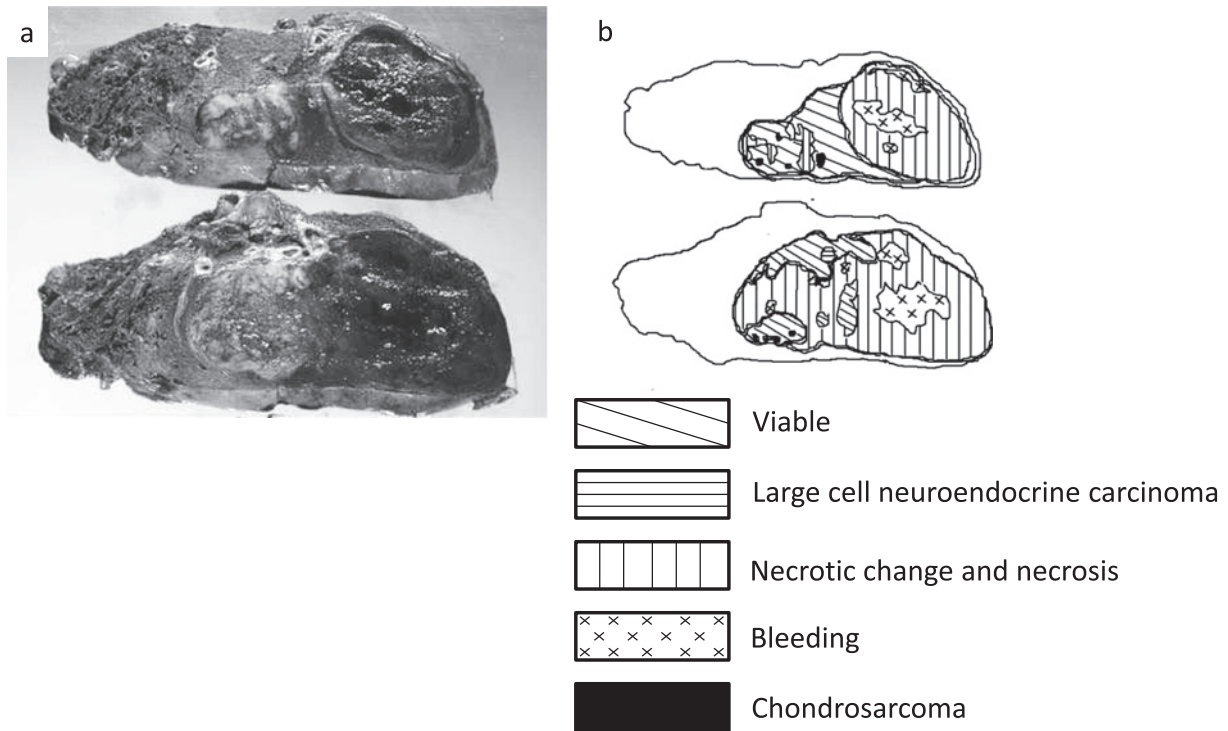 a
b
Viable
Large cell neuroendocrine carcinoma
Necrotic change and necrosis
Bleeding
Chondrosarcoma